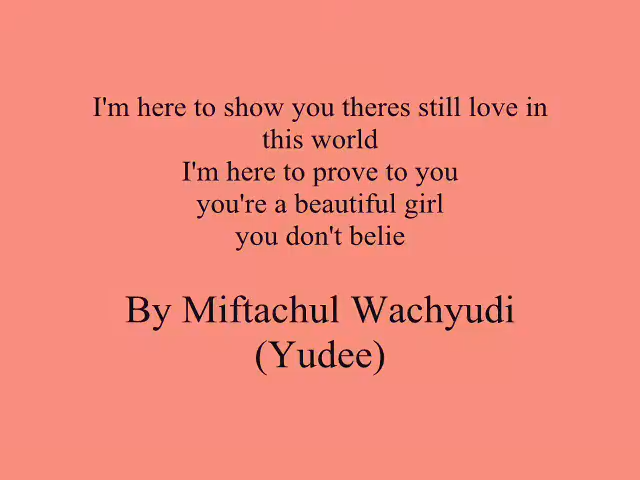 I'm here to show you theres still love in
this world
I'm here to prove to you
you're a beautiful girl
you don't belie
By Miftachul Wachyudi
(Yudee)